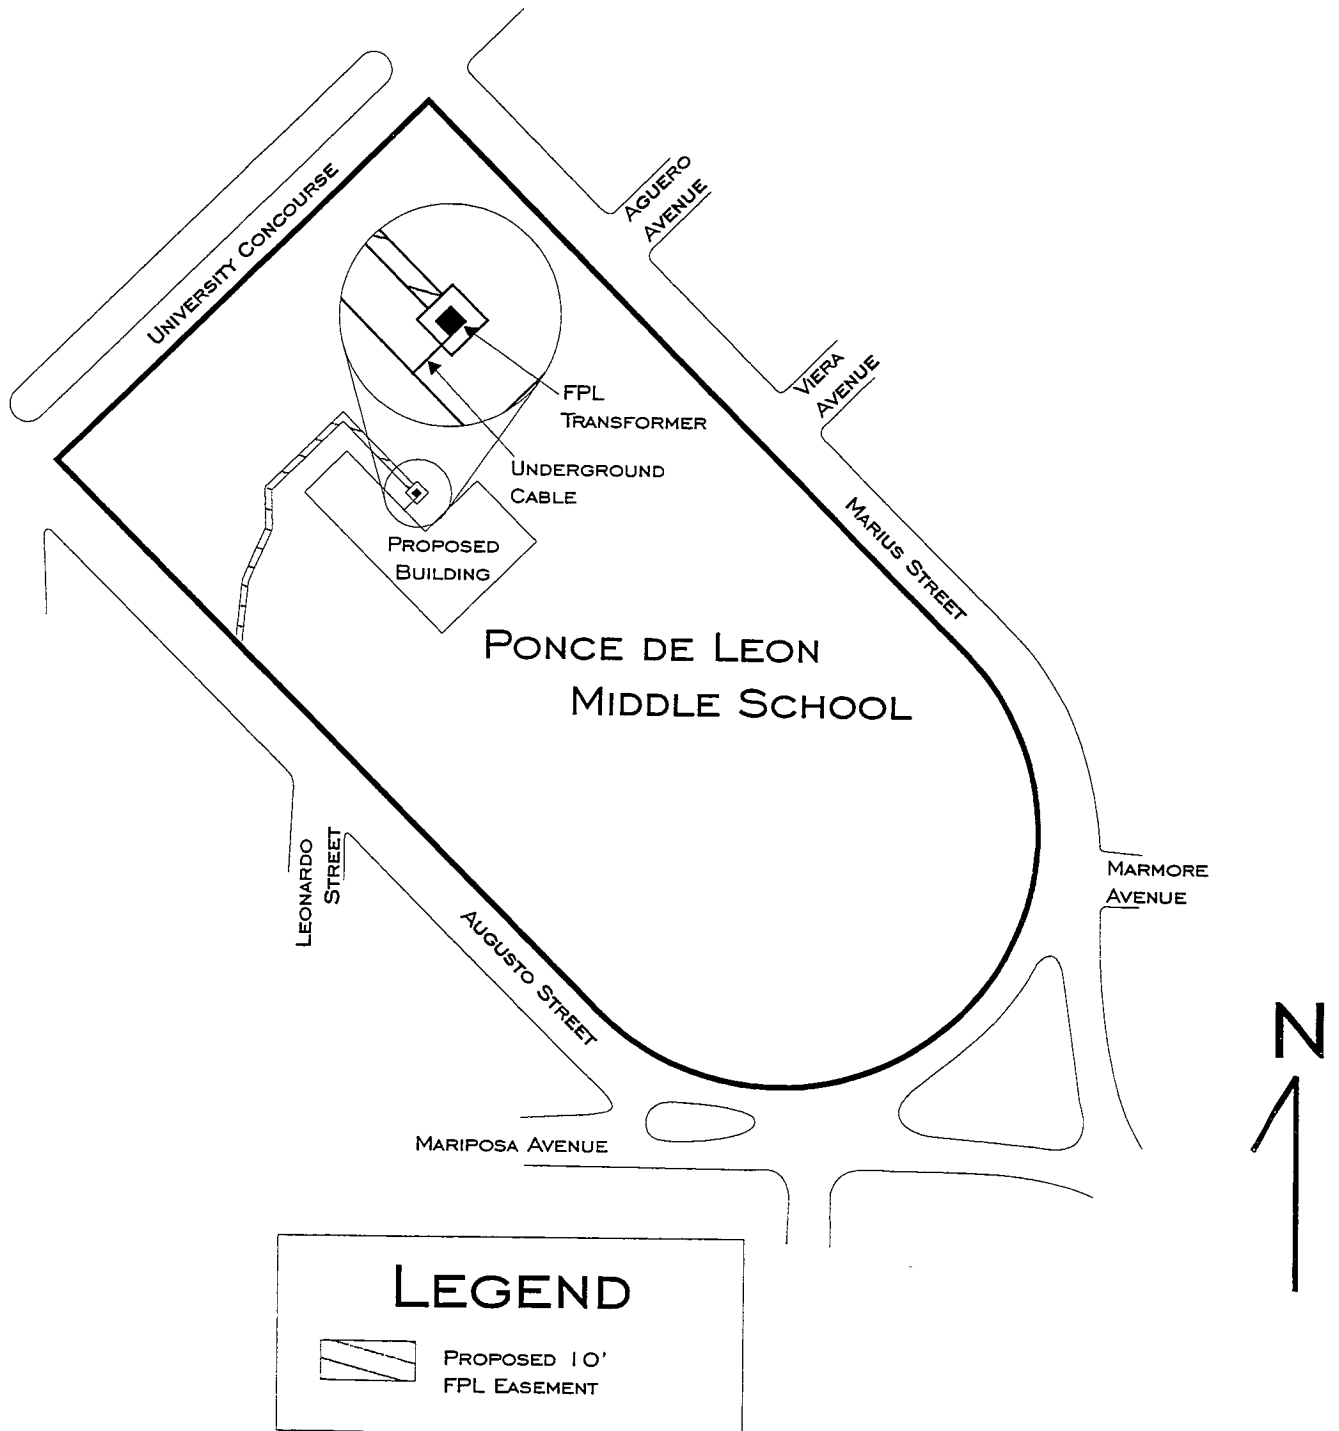 UNIVERSITY CONCOURSE
AGUERO
AVENUE
VIERA
AVENUE
FPL
TRANSFORMER
UNDERGROUND
CABLE
MARIUS STREET
PROPOSED
BUILDING
PONCE DE LEON
MIDDLE SCHOOL
LEONARDO
STREET
MARMORE
AVENUE
AUGUSTO STREET
N
MARIPOSA AVENUE
LEGEND
PROPOSED 10'
FPL EASEMENT